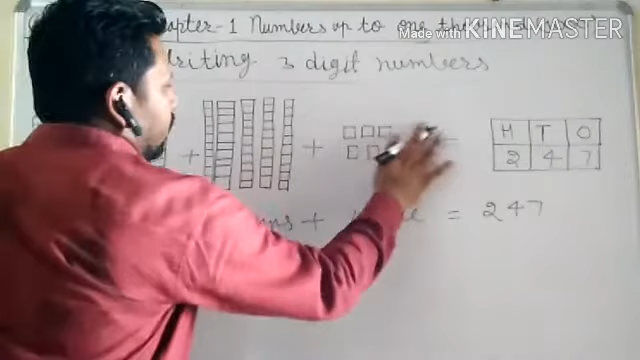 Chapter-1 Numbers up to one
Made with KINEMASTER
Writing 3 digit numbers
+ + H T O
2 4 7
+ = 247